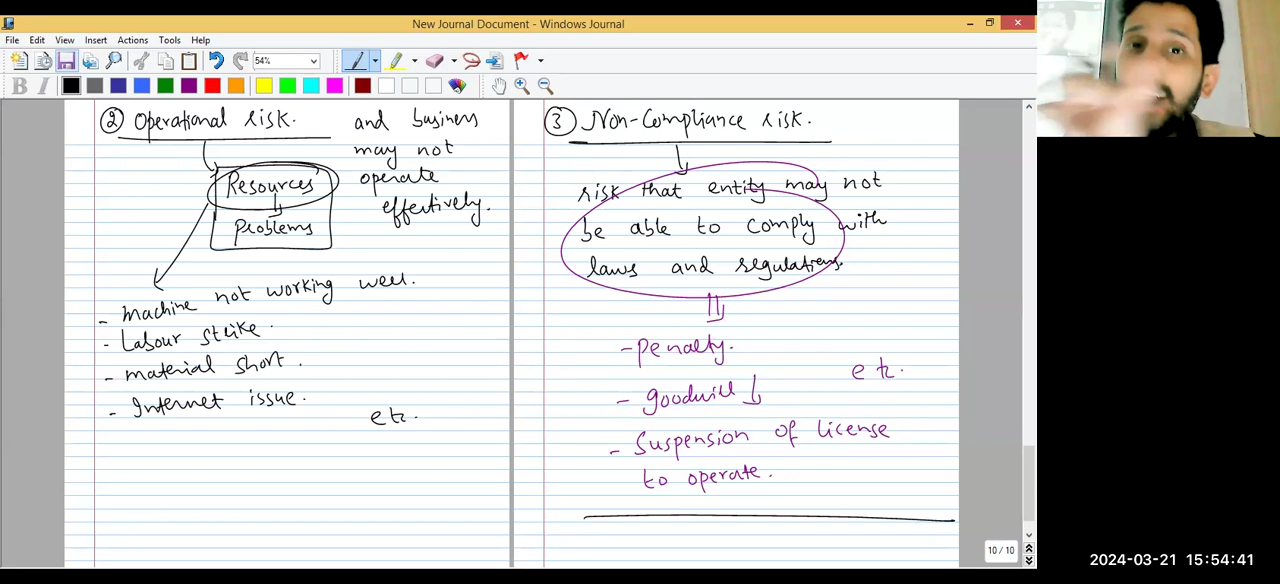 New Journal Document - Windows Journal
File Edit View Insert Actions Tools Help
54%
② Operational risk.
and business
may not
operate
effectively.
Resources
Problems
- Machine not working well.
- Labour strike.
- material short.
- Internet issue.
etc.
③ Non-Compliance risk.
risk that entity may not
be able to comply with
laws and regulations.
- Penalty.
- goodwill ↓
- Suspension of license
to operate.
etc.
10 / 10
2024-03-21 15:54:41